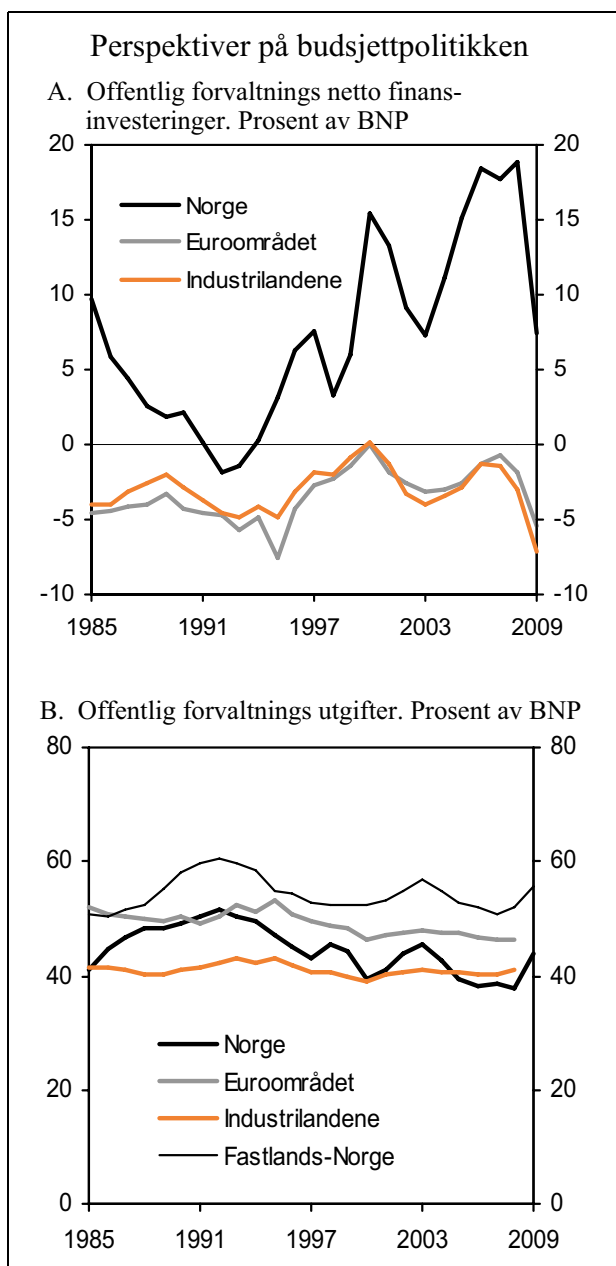 Perspektiver på budsjettpolitikken
A. Offentlig forvaltnings netto finans-
investeringer. Prosent av BNP
20 20
15 15
10 10
5 5
0 0
-5 -5
-10 -10
Norge
Euroområdet
Industrilandene
1985 1991 1997 2003 2009
B. Offentlig forvaltnings utgifter. Prosent av BNP
80 80
60 60
40 40
20 20
0 0
Norge
Euroområdet
Industrilandene
Fastlands-Norge
1985 1991 1997 2003 2009